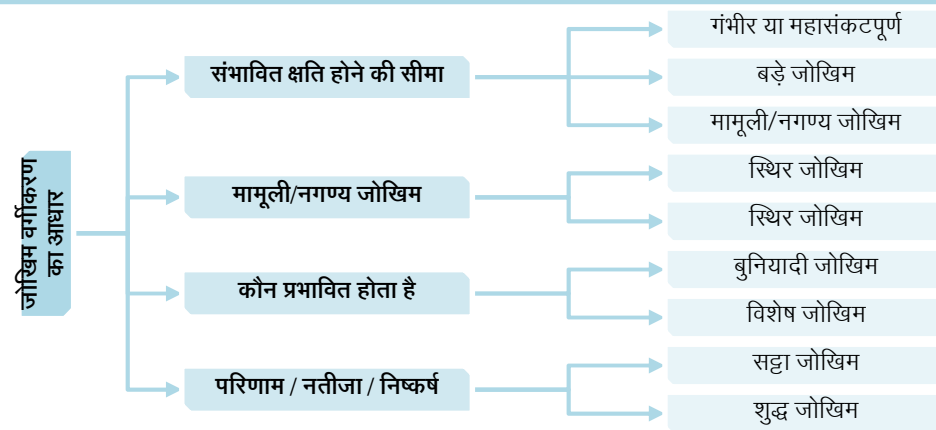 जोखिम वर्गीकरण
का आधार
संभावित क्षति होने की सीमा
गंभीर या महासंकटपूर्ण
बड़े जोखिम
मामूली/नगण्य जोखिम
मामूली/नगण्य जोखिम
स्थिर जोखिम
स्थिर जोखिम
कौन प्रभावित होता है
बुनियादी जोखिम
विशेष जोखिम
परिणाम / नतीजा / निष्कर्ष
सट्टा जोखिम
शुद्ध जोखिम